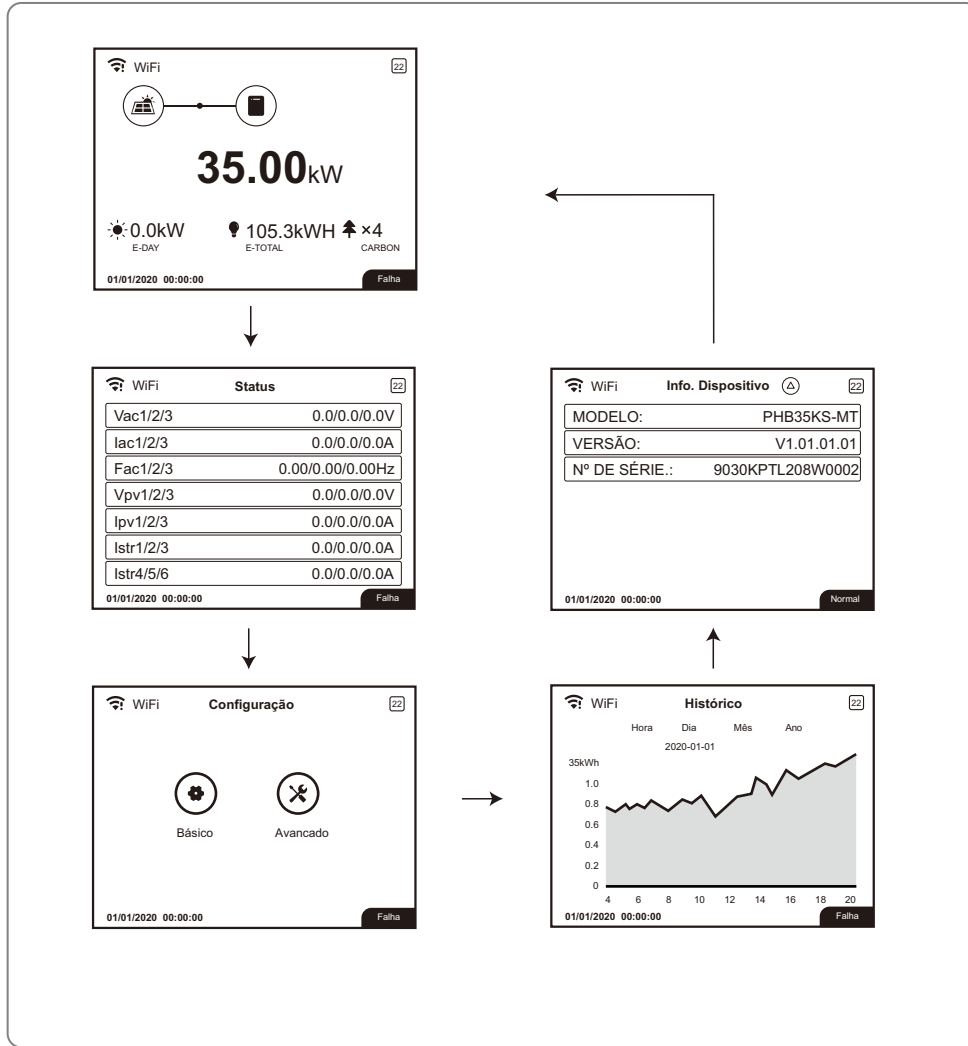 WiFi 22
35.00kW
0.0kW 105.3kWH ×4
E-DAY E-TOTAL CARBON
01/01/2020 00:00:00 Falha
WiFi Status 22
Vac1/2/3 0.0/0.0/0.0V
Iac1/2/3 0.0/0.0/0.0A
Fac1/2/3 0.00/0.00/0.00Hz
Vpv1/2/3 0.0/0.0/0.0V
Ipv1/2/3 0.0/0.0/0.0A
Istr1/2/3 0.0/0.0/0.0A
Istr4/5/6 0.0/0.0/0.0A
01/01/2020 00:00:00 Falha
WiFi Configuração 22
Básico Avancado
01/01/2020 00:00:00 Falha
WiFi Histórico 22
Hora Dia Mês Ano
2020-01-01
35kWh
1.0
0.8
0.6
0.4
0.2
0
4 6 8 10 12 14 16 18 20
01/01/2020 00:00:00 Falha
WiFi Info. Dispositivo 22
MODELO: PHB35KS-MT
VERSÃO: V1.01.01.01
Nº DE SÉRIE.: 9030KPTL208W0002
01/01/2020 00:00:00 Normal